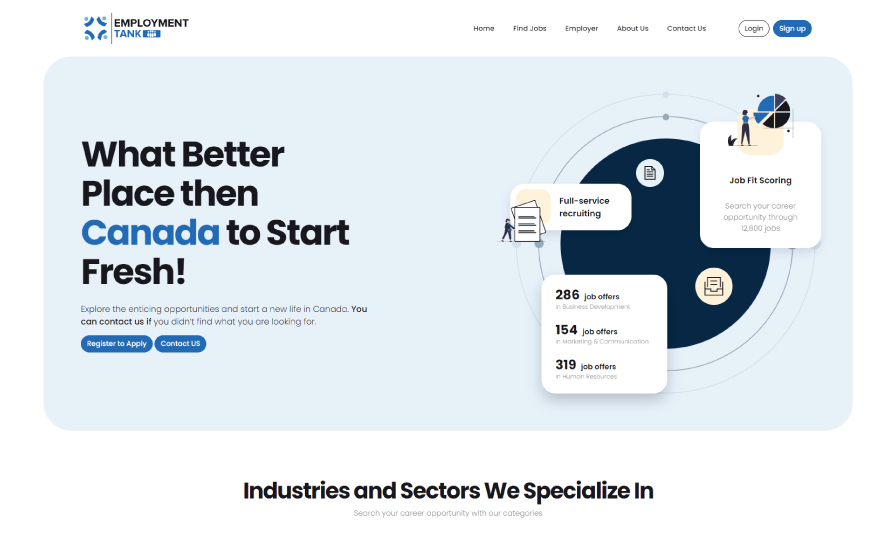 EMPLOYMENT
TANK
Home Find Jobs Employer About Us Contact Us Login Sign up
What Better
Place then
Canada to Start
Fresh!
Explore the enticing opportunities and start a new life in Canada. You
can contact us if you didn't find what you are looking for.
Register to Apply Contact US
Full-service
recruiting
Job Fit Scoring
Search your career
opportunity through
12,800 jobs
286 job offers
in Business Development
154 job offers
in Marketing & Communication
319 job offers
in Human Resources
Industries and Sectors We Specialize In
Search your career opportunity with our categories